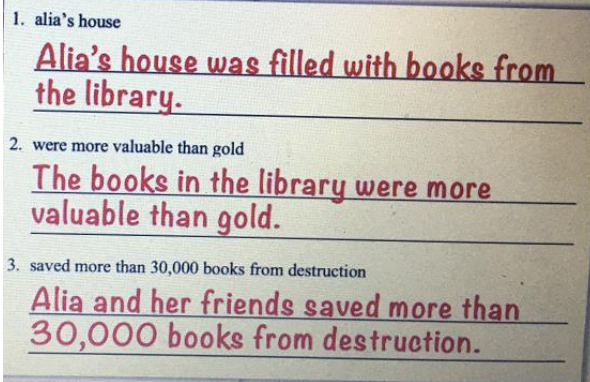 1. alia's house
Alia's house was filled with books from
the library.
2. were more valuable than gold
The books in the library were more
valuable than gold.
3. saved more than 30,000 books from destruction
Alia and her friends saved more than
30,000 books from destruction.